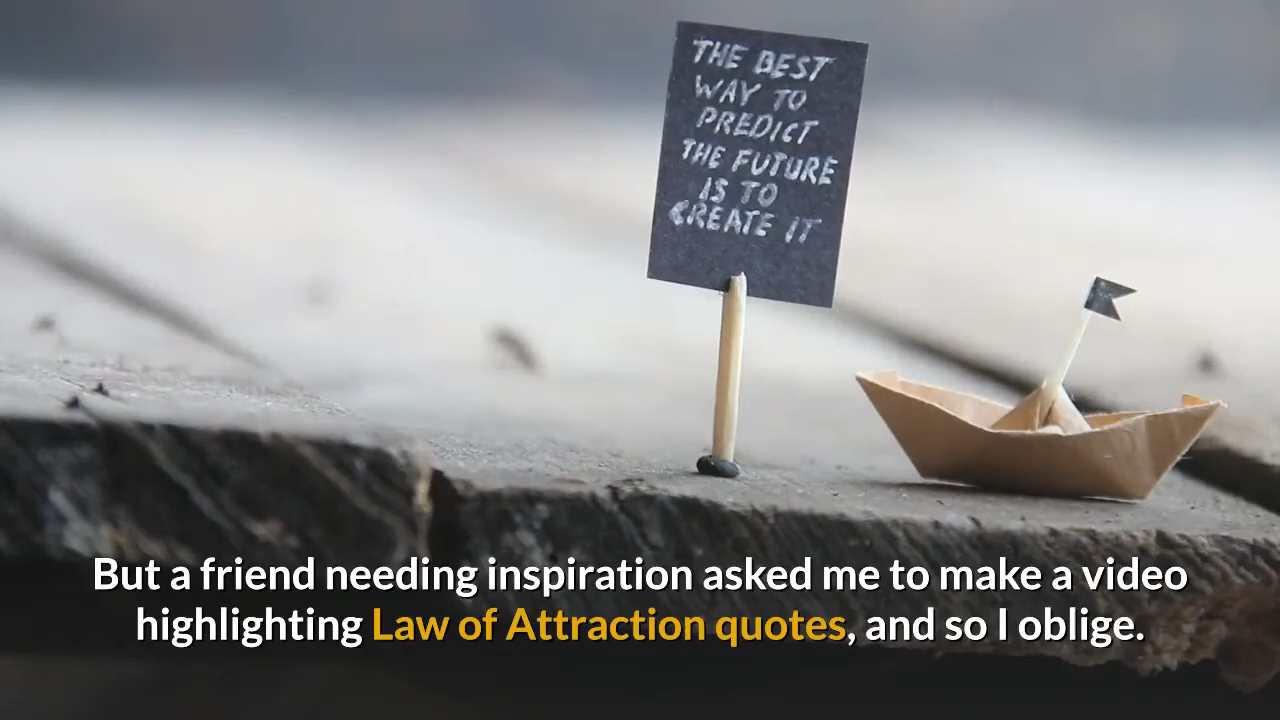 THE BEST
WAY TO
PREDICT
THE FUTURE
IS TO
CREATE IT
But a friend needing inspiration asked me to make a video
highlighting Law of Attraction quotes, and so I oblige.